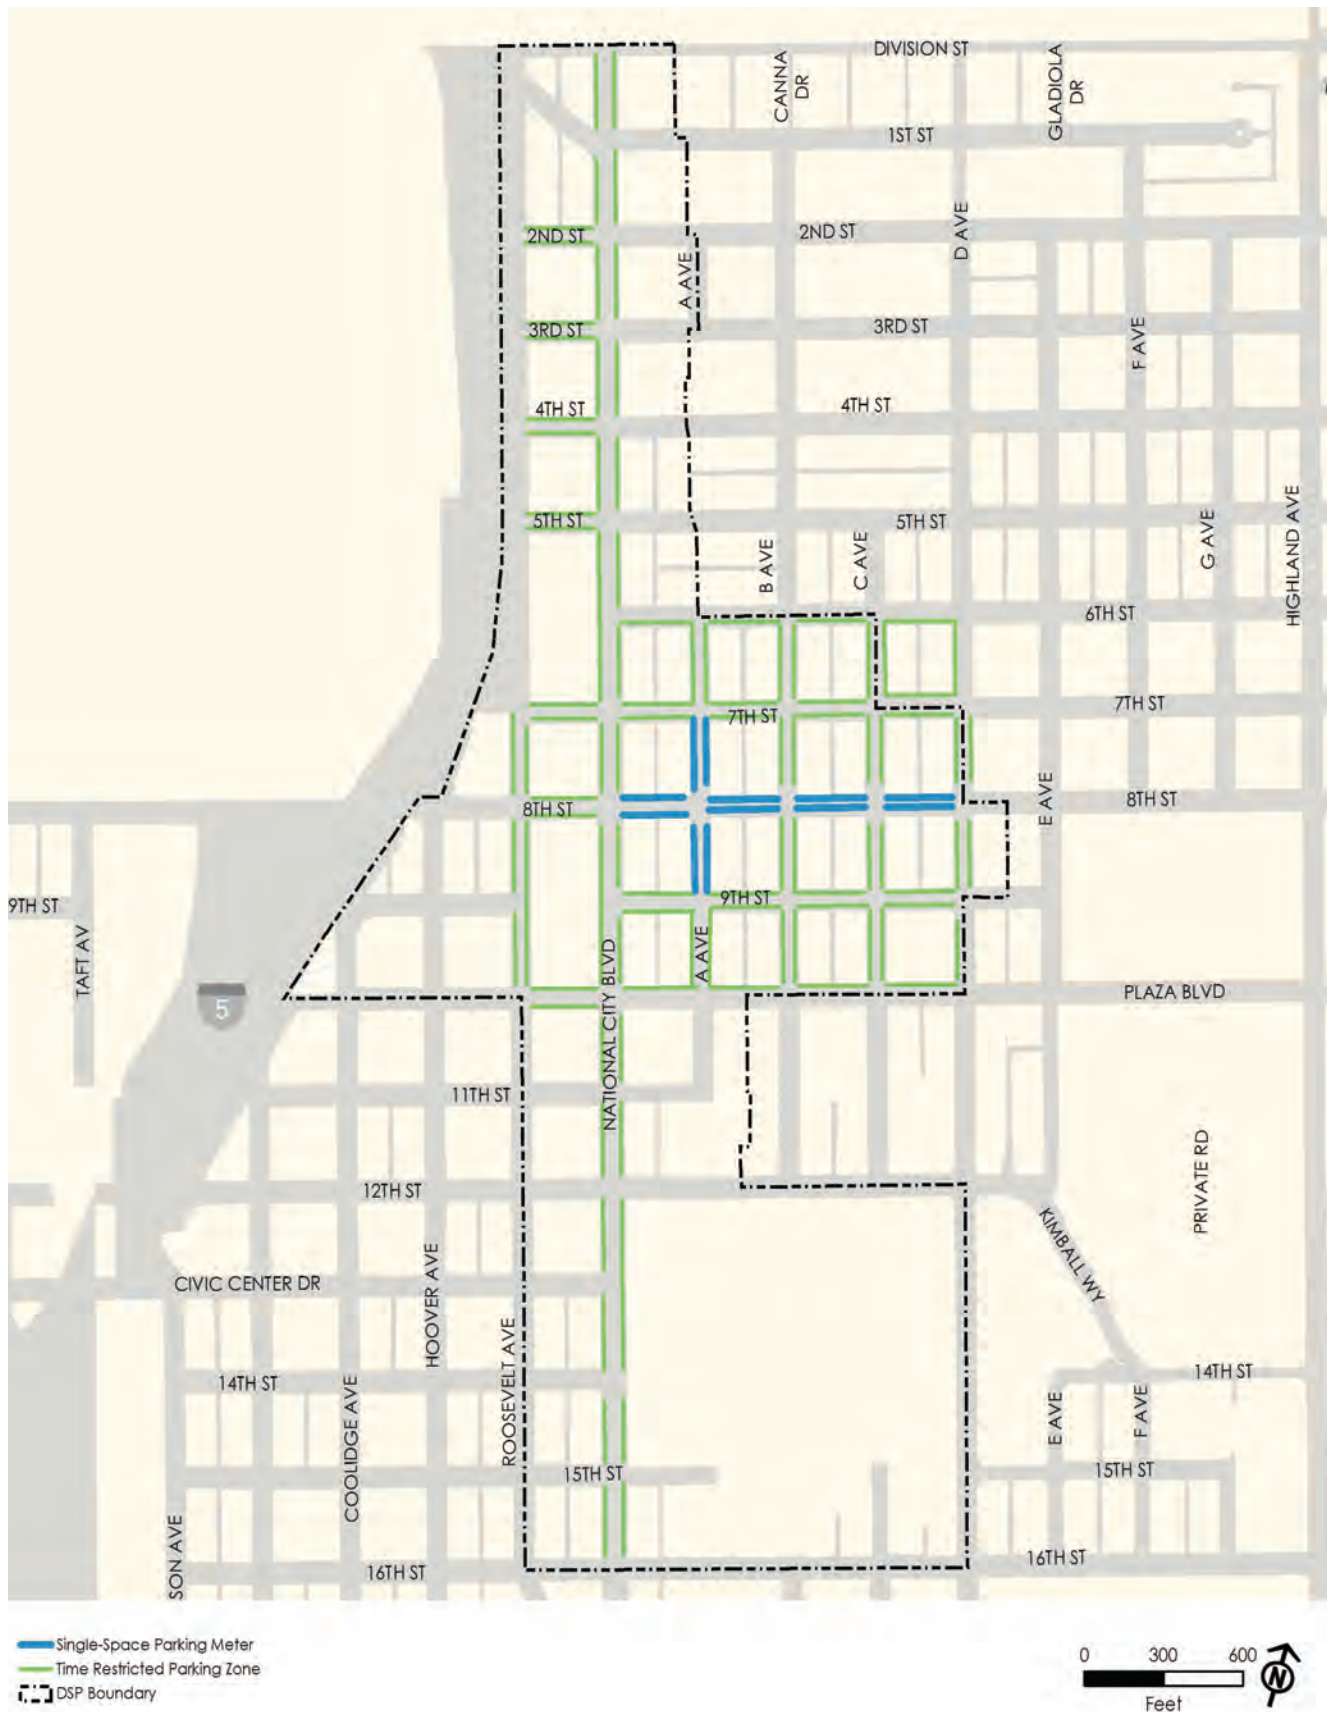 DIVISION ST
CANNA
DR
GLADIOLA
DR
1ST ST
2ND ST
2ND ST
D AVE
A AVE
3RD ST
3RD ST
F AVE
4TH ST
4TH ST
5TH ST
5TH ST
B AVE
C AVE
G AVE
HIGHLAND AVE
6TH ST
7TH ST
7TH ST
8TH ST
E AVE
8TH ST
9TH ST
9TH ST
TAFT AV
A AVE
NATIONAL CITY BLVD
PLAZA BLVD
5
11TH ST
12TH ST
PRIVATE RD
KIMBALL WY
CIVIC CENTER DR
HOOVER AVE
ROOSEVELT AVE
14TH ST
14TH ST
COOLIDGE AVE
E AVE
F AVE
15TH ST
15TH ST
SON AVE
16TH ST
16TH ST
Single-Space Parking Meter
Time Restricted Parking Zone
DSP Boundary
0 300 600
Feet
N